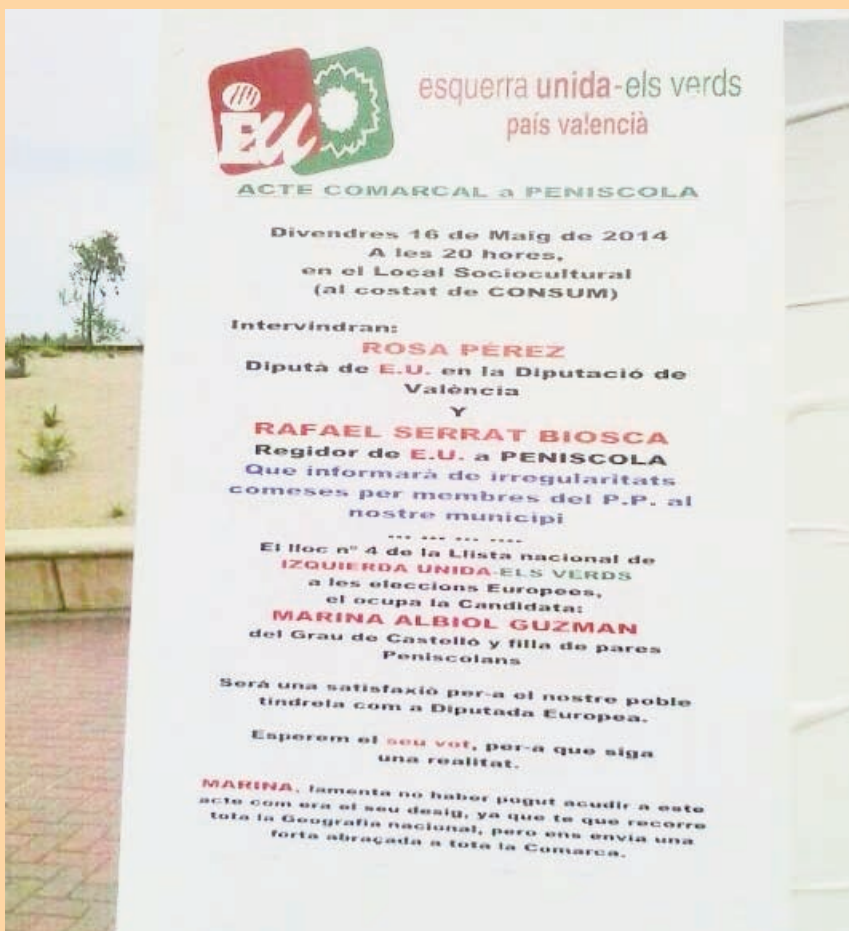 EU
esquerra unida-els verds
país valencià
ACTE COMARCAL a PENISCOLA
Divendres 16 de Maig de 2014
A les 20 hores,
en el Local Sociocultural
(al costat de CONSUM)
Intervindran:
ROSA PÉREZ
Diputà de E.U. en la Diputació de
València
Y
RAFAEL SERRAT BIOSCA
Regidor de E.U. a PENISCOLA
Que informarà de irregularitats
comeses per membres del P.P. al
nostre municipi
... ... ... ....
El lloc nº 4 de la Llista nacional de
IZQUIERDA UNIDA-ELS VERDS
a les eleccions Europees,
el ocupa la Candidata:
MARINA ALBIOL GUZMAN
del Grau de Castelló y filla de pares
Peniscolans
Serà una satisfaxió per-a el nostre poble
tindrela com a Diputada Europea.
Esperem el seu vot, per-a que siga
una realitat.
MARINA, lamenta no haber pogut acudir a este
acte com era el seu desig, ya que te que recorre
tota la Geografia nacional, pero ens envia una
forta abraçada a tota la Comarca.